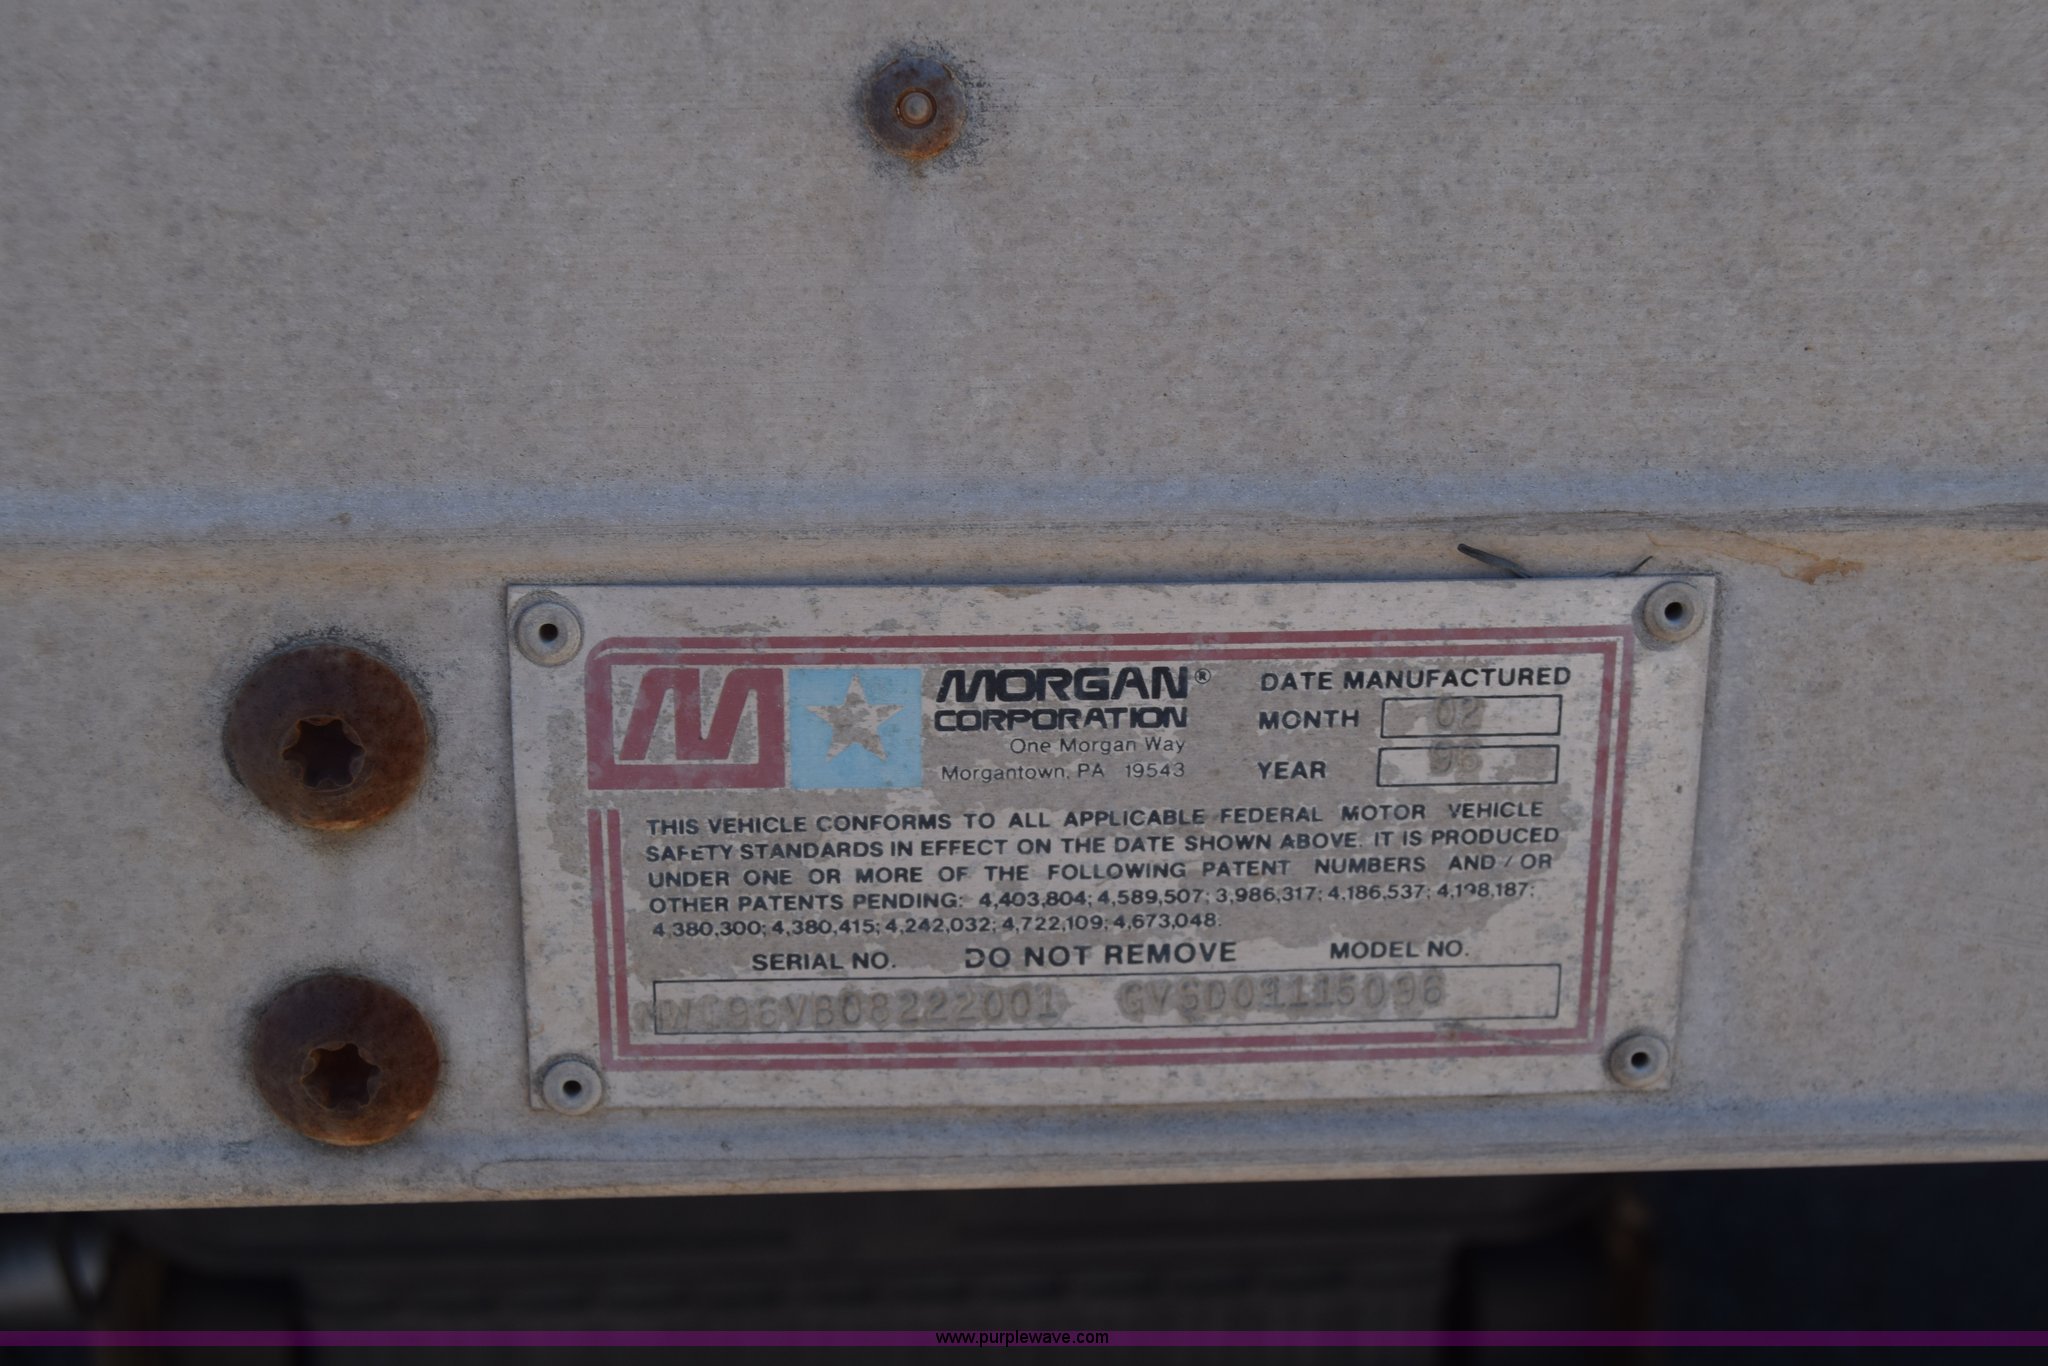 M
MORGAN®
CORPORATION
One Morgan Way
Morgantown, PA 19543
DATE MANUFACTURED
MONTH 02
YEAR 96
THIS VEHICLE CONFORMS TO ALL APPLICABLE FEDERAL MOTOR VEHICLE
SAFETY STANDARDS IN EFFECT ON THE DATE SHOWN ABOVE. IT IS PRODUCED
UNDER ONE OR MORE OF THE FOLLOWING PATENT NUMBERS AND/OR
OTHER PATENTS PENDING: 4,403,804; 4,589,507; 3,986,317; 4,186,537; 4,198,187;
4,380,300; 4,380,415; 4,242,032; 4,722,109; 4,673,048.
SERIAL NO. DO NOT REMOVE MODEL NO.
GVSD01115096
www.purplewave.com